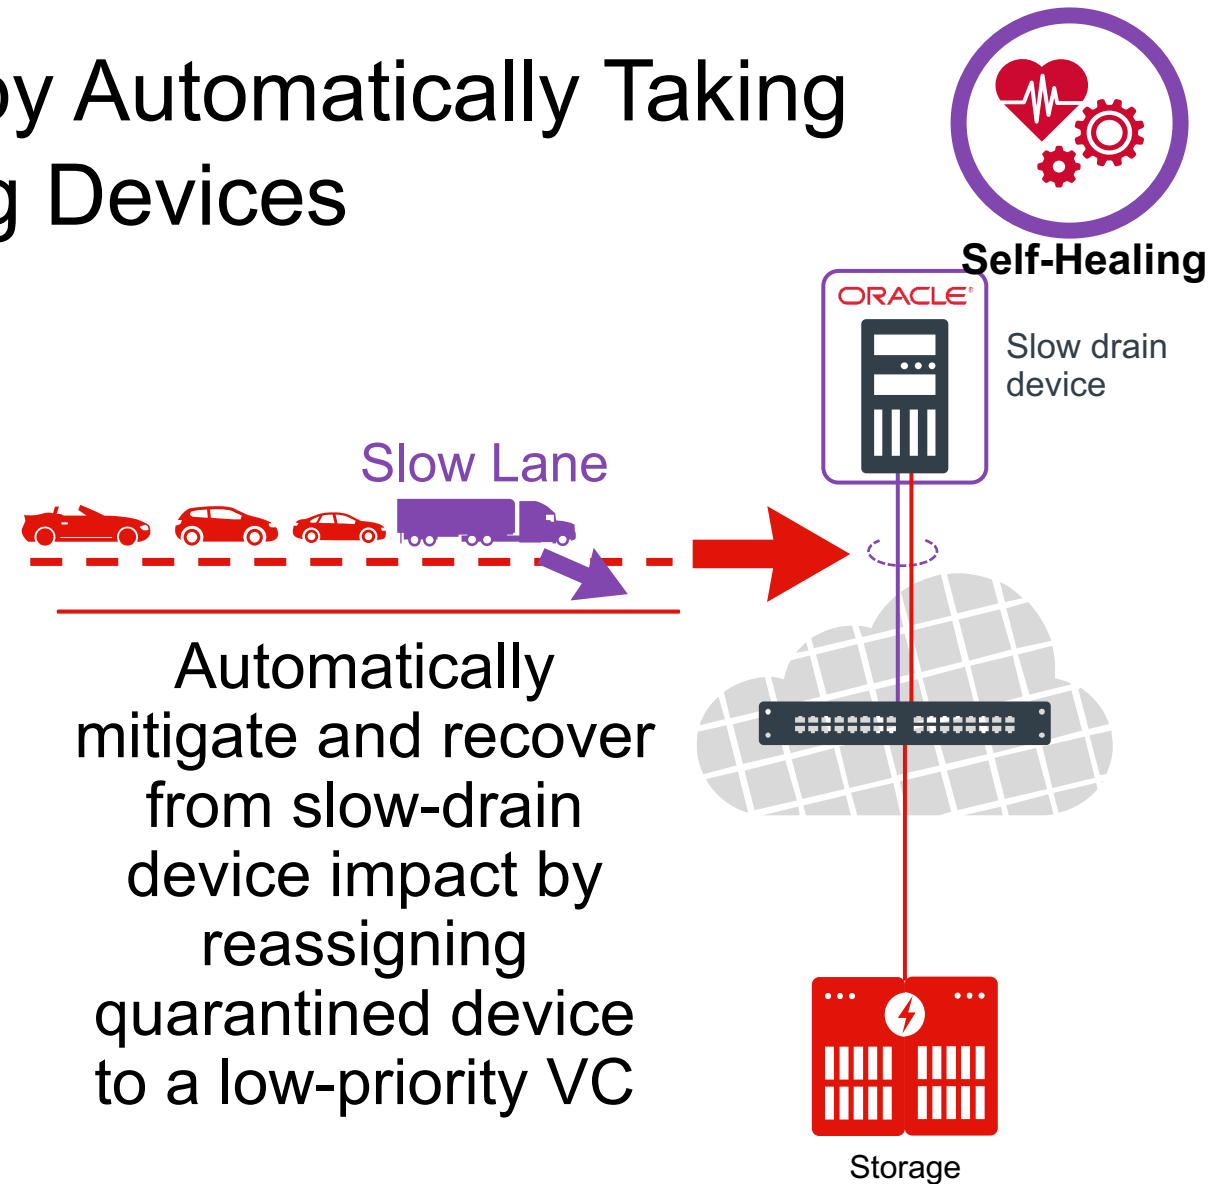 by Automatically Taking
g Devices
Self-Healing
ORACLE®
Slow drain
device
Slow Lane
Automatically
mitigate and recover
from slow-drain
device impact by
reassigning
quarantined device
to a low-priority VC
Storage